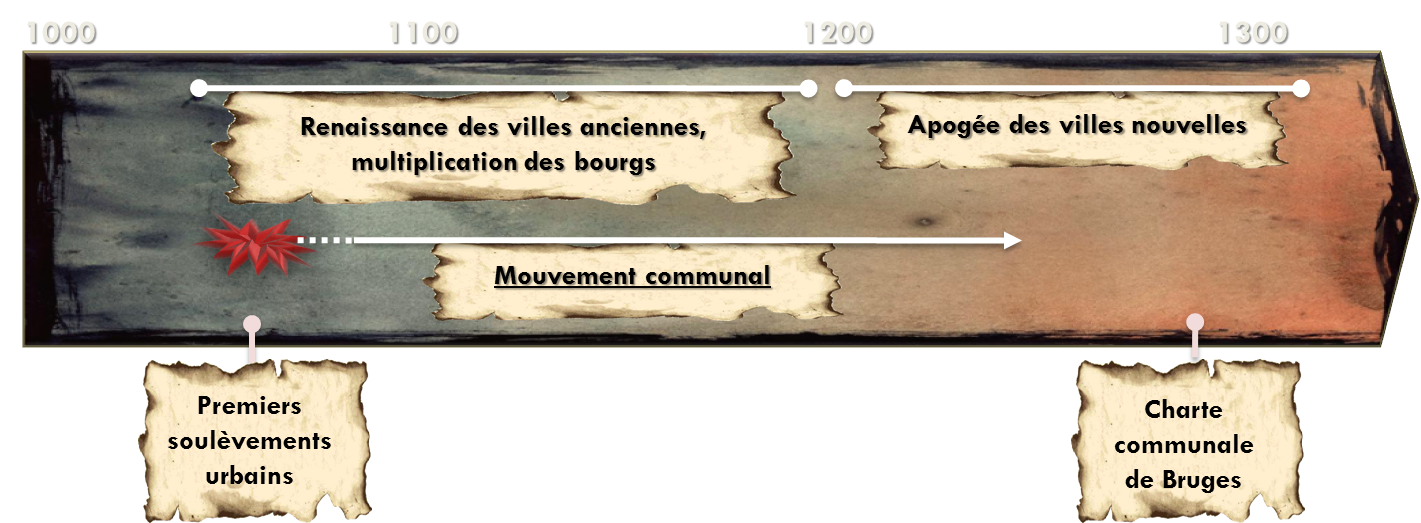 1000 1100 1200 1300
Renaissance des villes anciennes,
multiplication des bourgs
Apogée des villes nouvelles
Mouvement communal
Premiers
soulèvements
urbains
Charte
communale
de Bruges